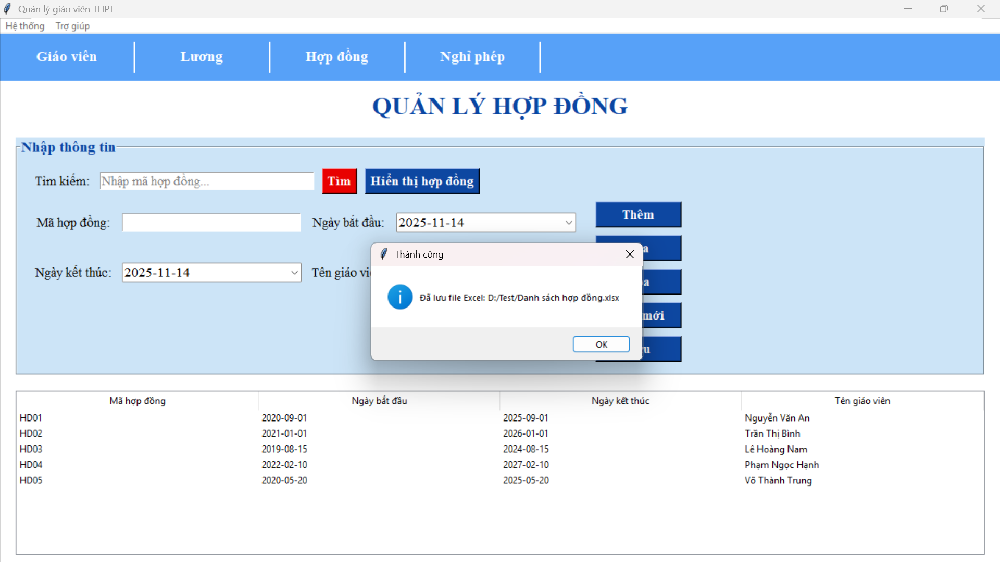 Quản lý giáo viên THPT
Hệ thống Trợ giúp
Giáo viên Lương Hợp đồng Nghỉ phép
QUẢN LÝ HỢP ĐỒNG
Nhập thông tin
Tìm kiếm: Nhập mã hợp đồng... Tìm Hiển thị hợp đồng
Mã hợp đồng: Ngày bắt đầu: 2025-11-14 Thêm
Ngày kết thúc: 2025-11-14 Tên giáo
mới
Thành công
Đã lưu file Excel: D:/Test/Danh sách hợp đồng.xlsx
OK
Mã hợp đồng Ngày bắt đầu Ngày kết thúc Tên giáo viên
HD01 2020-09-01 2025-09-01 Nguyễn Văn An
HD02 2021-01-01 2026-01-01 Trần Thị Bình
HD03 2019-08-15 2024-08-15 Lê Hoàng Nam
HD04 2022-02-10 2027-02-10 Phạm Ngọc Hạnh
HD05 2020-05-20 2025-05-20 Võ Thành Trung